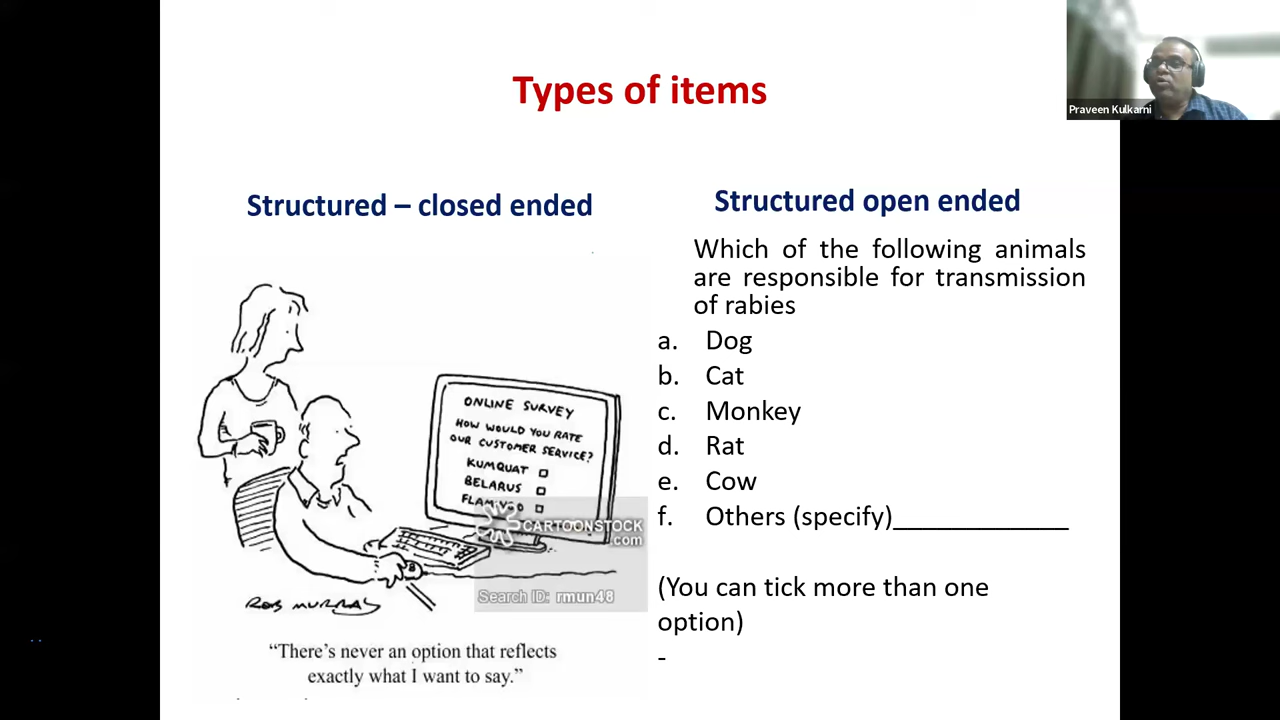 Types of items
Praveen Kulkarni
Structured – closed ended
ONLINE SURVEY
HOW WOULD YOU RATE
OUR CUSTOMER SERVICE?
KUMQUAT
BELARUS
CARTOONSTOCK
.com
Search ID: rmun48
ROB MURRAY
“There’s never an option that reflects
exactly what I want to say.”
Structured open ended
Which of the following animals
are responsible for transmission
of rabies
a. Dog
b. Cat
c. Monkey
d. Rat
e. Cow
f. Others (specify)____________
(You can tick more than one
option)
-